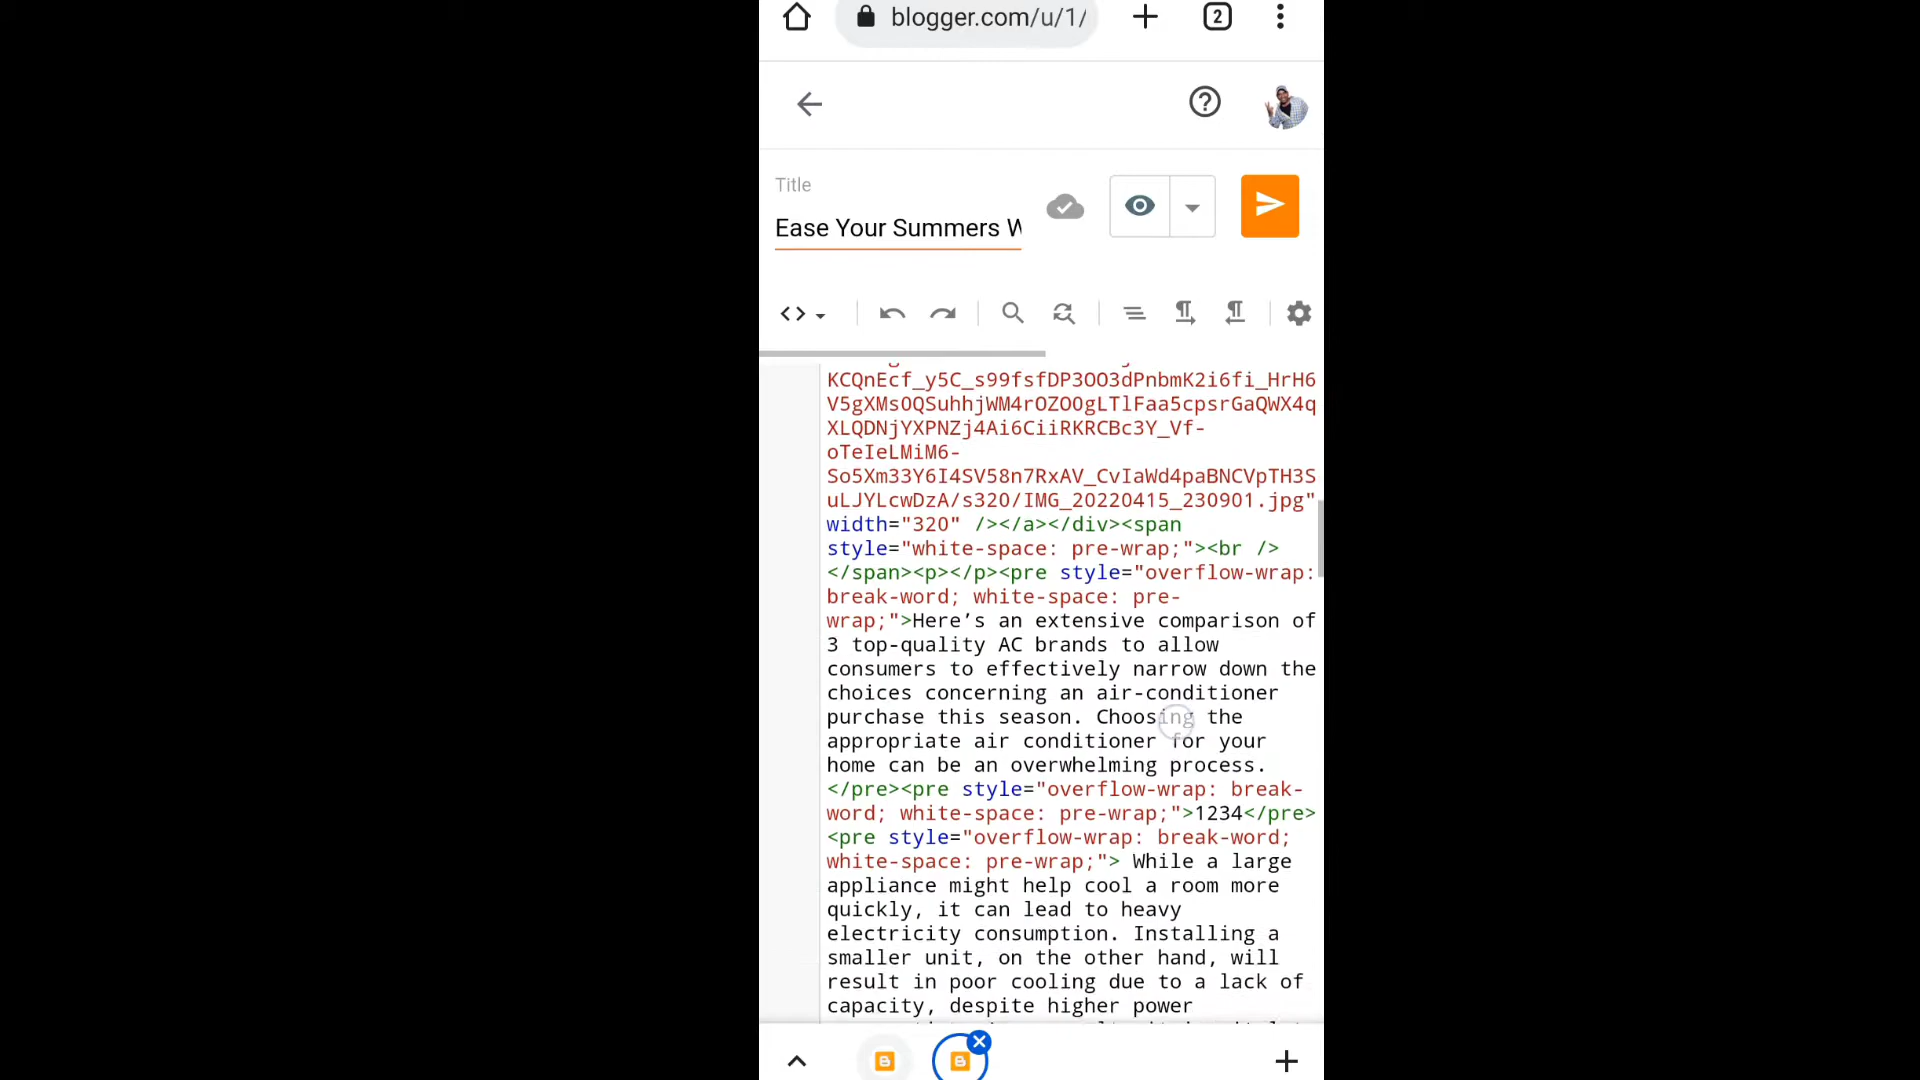 blogger.com/u/1/
2
Title
Ease Your Summers W
KCQnEcf_y5C_s99fsfDP3OO3dPnbmK2i6fi_HrH6
V5gXMs0QSuhhjWM4rOZO0gLTlFaa5cpsrGaQWX4q
XLQDNjYXPNZj4Ai6CiiRKRCBc3Y_Vf-
oTeIeLMiM6-
So5Xm33Y6I4SV58n7RxAV_CvIaWd4paBNCVpTH3S
uLJYLcwDzA/s320/IMG_20220415_230901.jpg"
width="320" /></a></div><span
style="white-space: pre-wrap;"><br />
</span><p></p><pre style="overflow-wrap:
break-word; white-space: pre-
wrap;">Here’s an extensive comparison of
3 top-quality AC brands to allow
consumers to effectively narrow down the
choices concerning an air-conditioner
purchase this season. Choosing the
appropriate air conditioner for your
home can be an overwhelming process.
</pre><pre style="overflow-wrap: break-
word; white-space: pre-wrap;">1234</pre>
<pre style="overflow-wrap: break-word;
white-space: pre-wrap;"> While a large
appliance might help cool a room more
quickly, it can lead to heavy
electricity consumption. Installing a
smaller unit, on the other hand, will
result in poor cooling due to a lack of
capacity, despite higher power